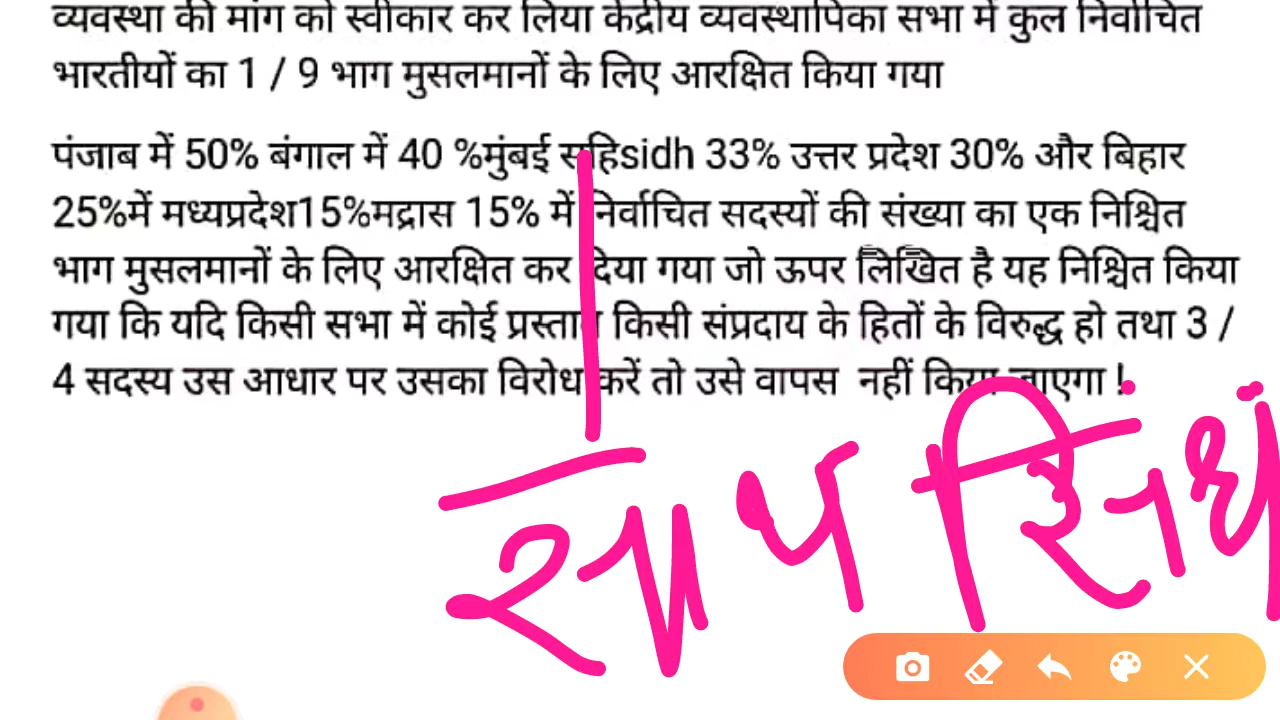 व्यवस्था की मांग को स्वीकार कर लिया केंद्रीय व्यवस्थापिका सभा में कुल निर्वाचित
भारतीयों का 1 / 9 भाग मुसलमानों के लिए आरक्षित किया गया
पंजाब में 50% बंगाल में 40 %मुंबई सहिsidh 33% उत्तर प्रदेश 30% और बिहार
25%में मध्यप्रदेश15%मद्रास 15% में निर्वाचित सदस्यों की संख्या का एक निश्चित
भाग मुसलमानों के लिए आरक्षित कर दिया गया जो ऊपर लिखित है यह निश्चित किया
गया कि यदि किसी सभा में कोई प्रस्ताव किसी संप्रदाय के हितों के विरुद्ध हो तथा 3 /
4 सदस्य उस आधार पर उसका विरोध करें तो उसे वापस नहीं किया जाएगा !
सिंध